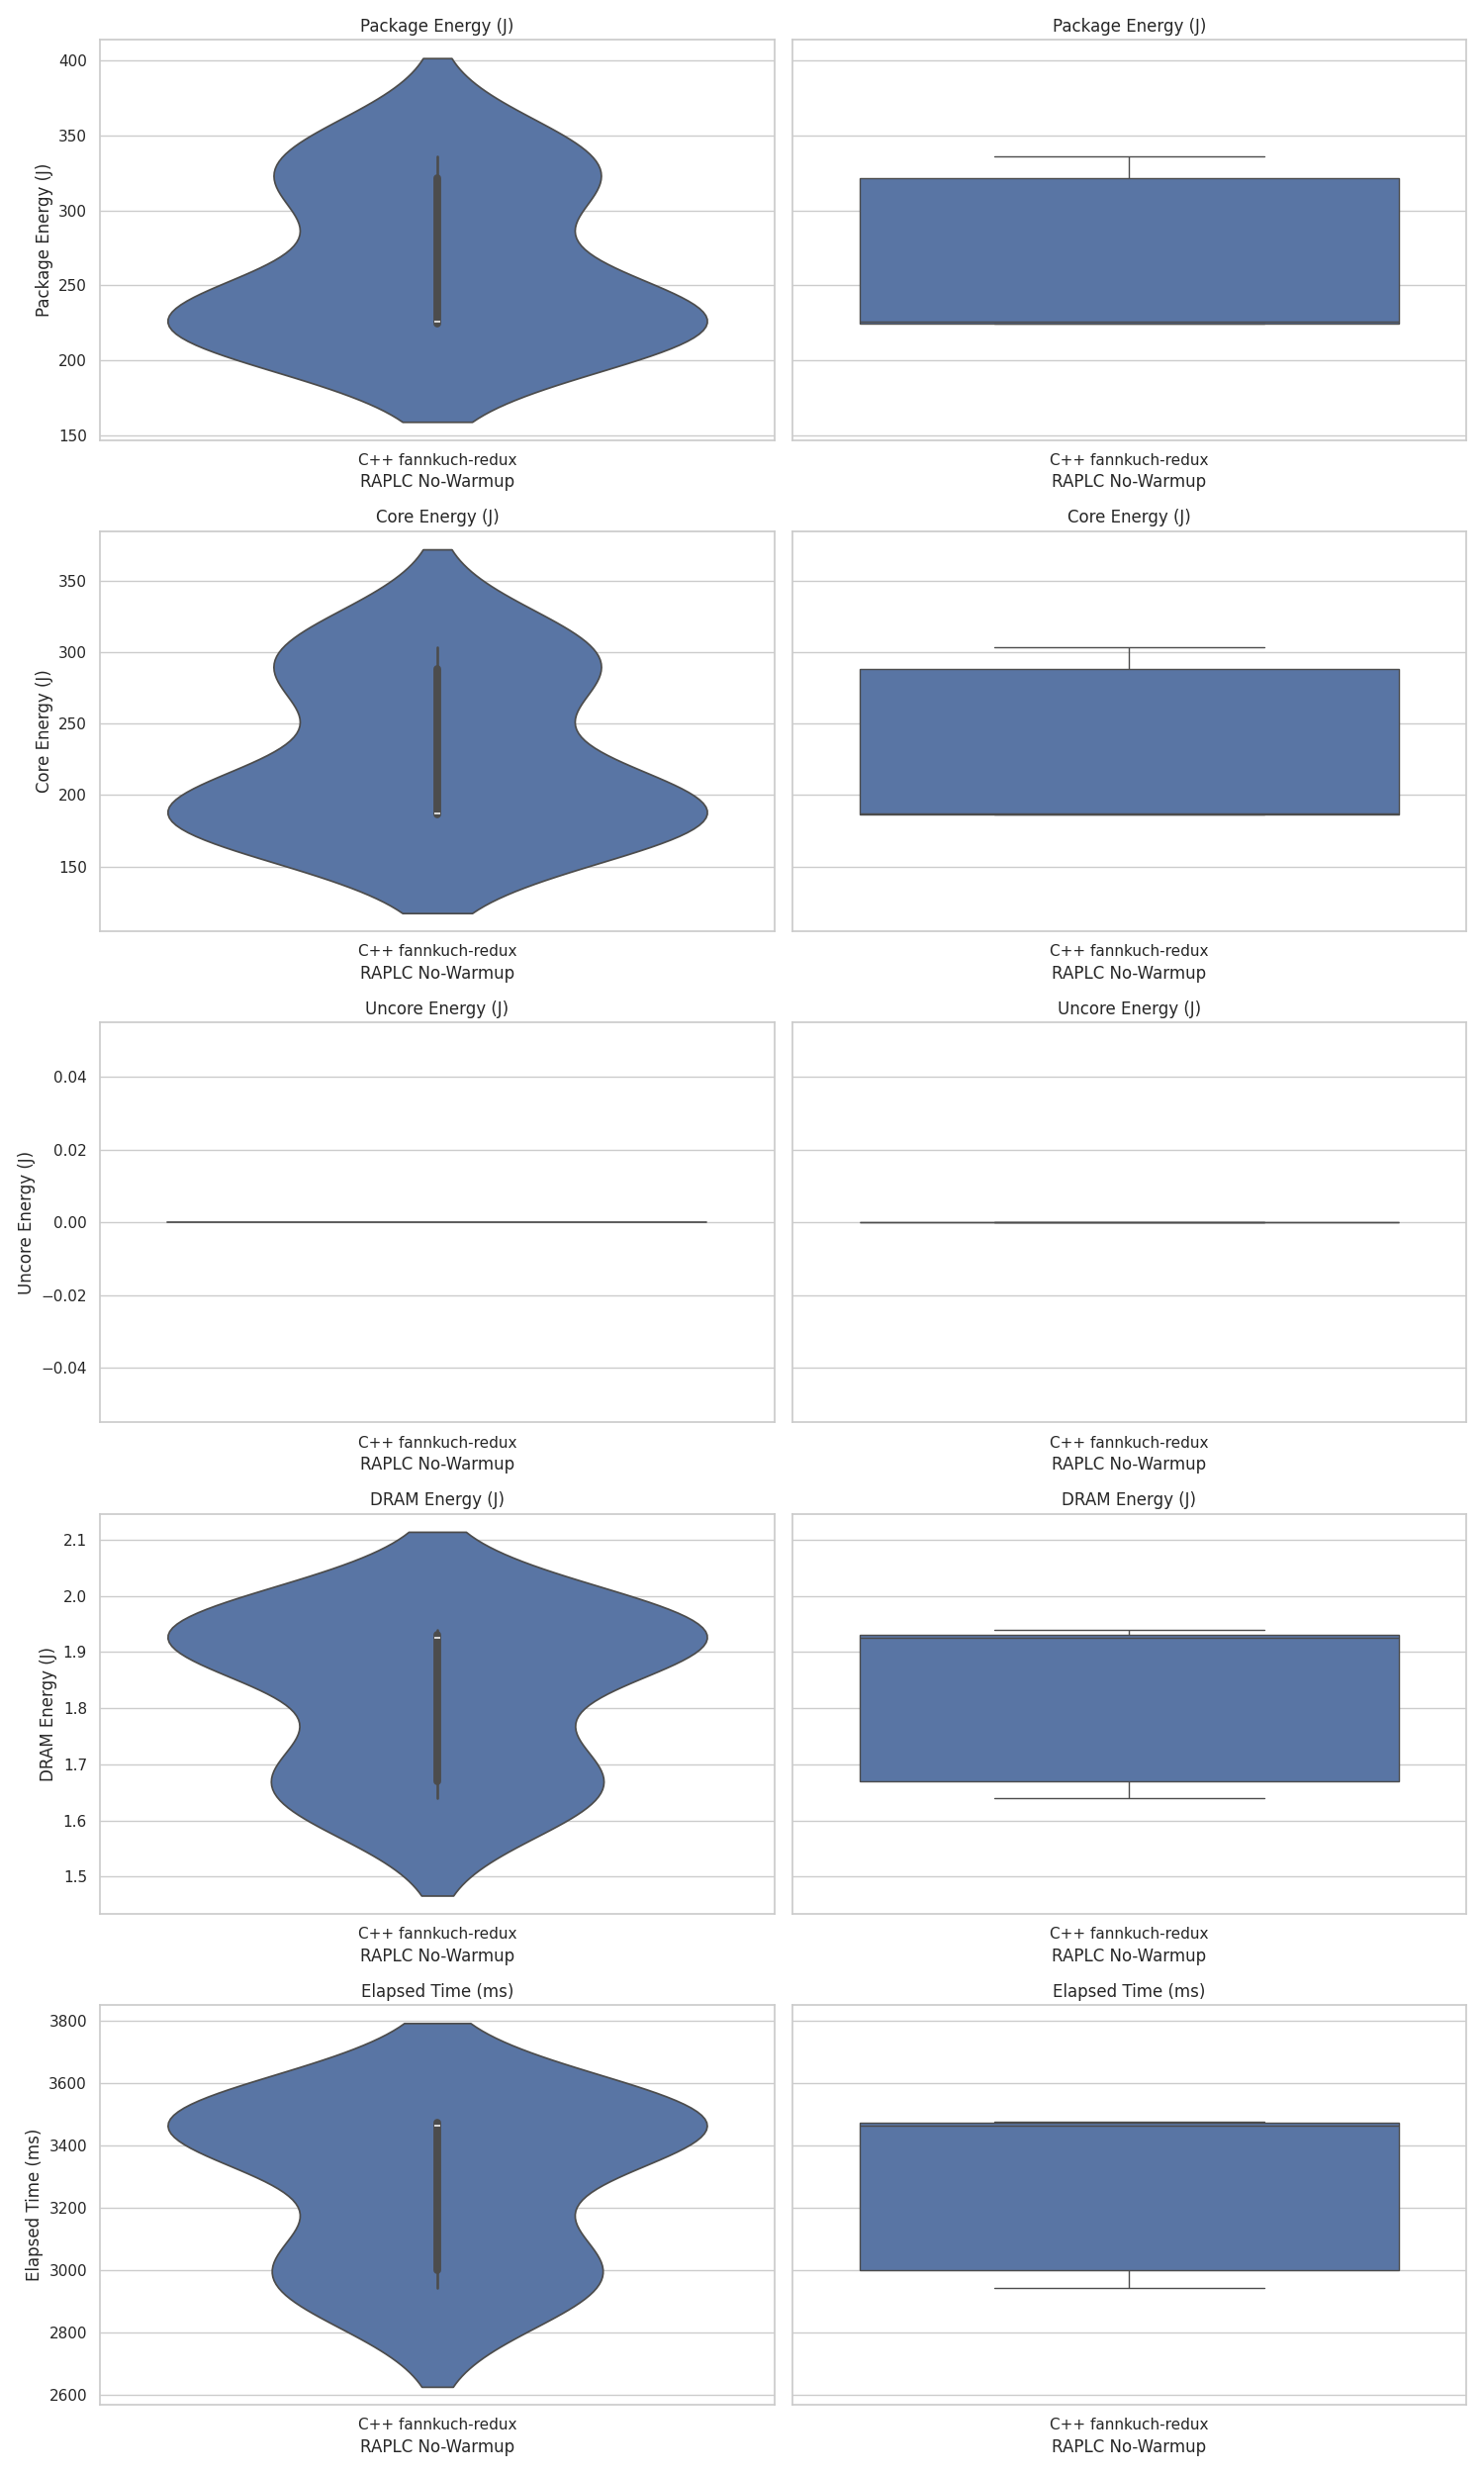 Package Energy (J)
Package Energy (J)
Package Energy (J)
400
350
300
250
200
150
C++ fannkuch-redux
RAPLC No-Warmup
C++ fannkuch-redux
RAPLC No-Warmup
Core Energy (J)
Core Energy (J)
Core Energy (J)
350
300
250
200
150
C++ fannkuch-redux
RAPLC No-Warmup
C++ fannkuch-redux
RAPLC No-Warmup
Uncore Energy (J)
Uncore Energy (J)
Uncore Energy (J)
0.04
0.02
0.00
−0.02
−0.04
C++ fannkuch-redux
RAPLC No-Warmup
C++ fannkuch-redux
RAPLC No-Warmup
DRAM Energy (J)
DRAM Energy (J)
DRAM Energy (J)
2.1
2.0
1.9
1.8
1.7
1.6
1.5
C++ fannkuch-redux
RAPLC No-Warmup
C++ fannkuch-redux
RAPLC No-Warmup
Elapsed Time (ms)
Elapsed Time (ms)
Elapsed Time (ms)
3800
3600
3400
3200
3000
2800
2600
C++ fannkuch-redux
RAPLC No-Warmup
C++ fannkuch-redux
RAPLC No-Warmup